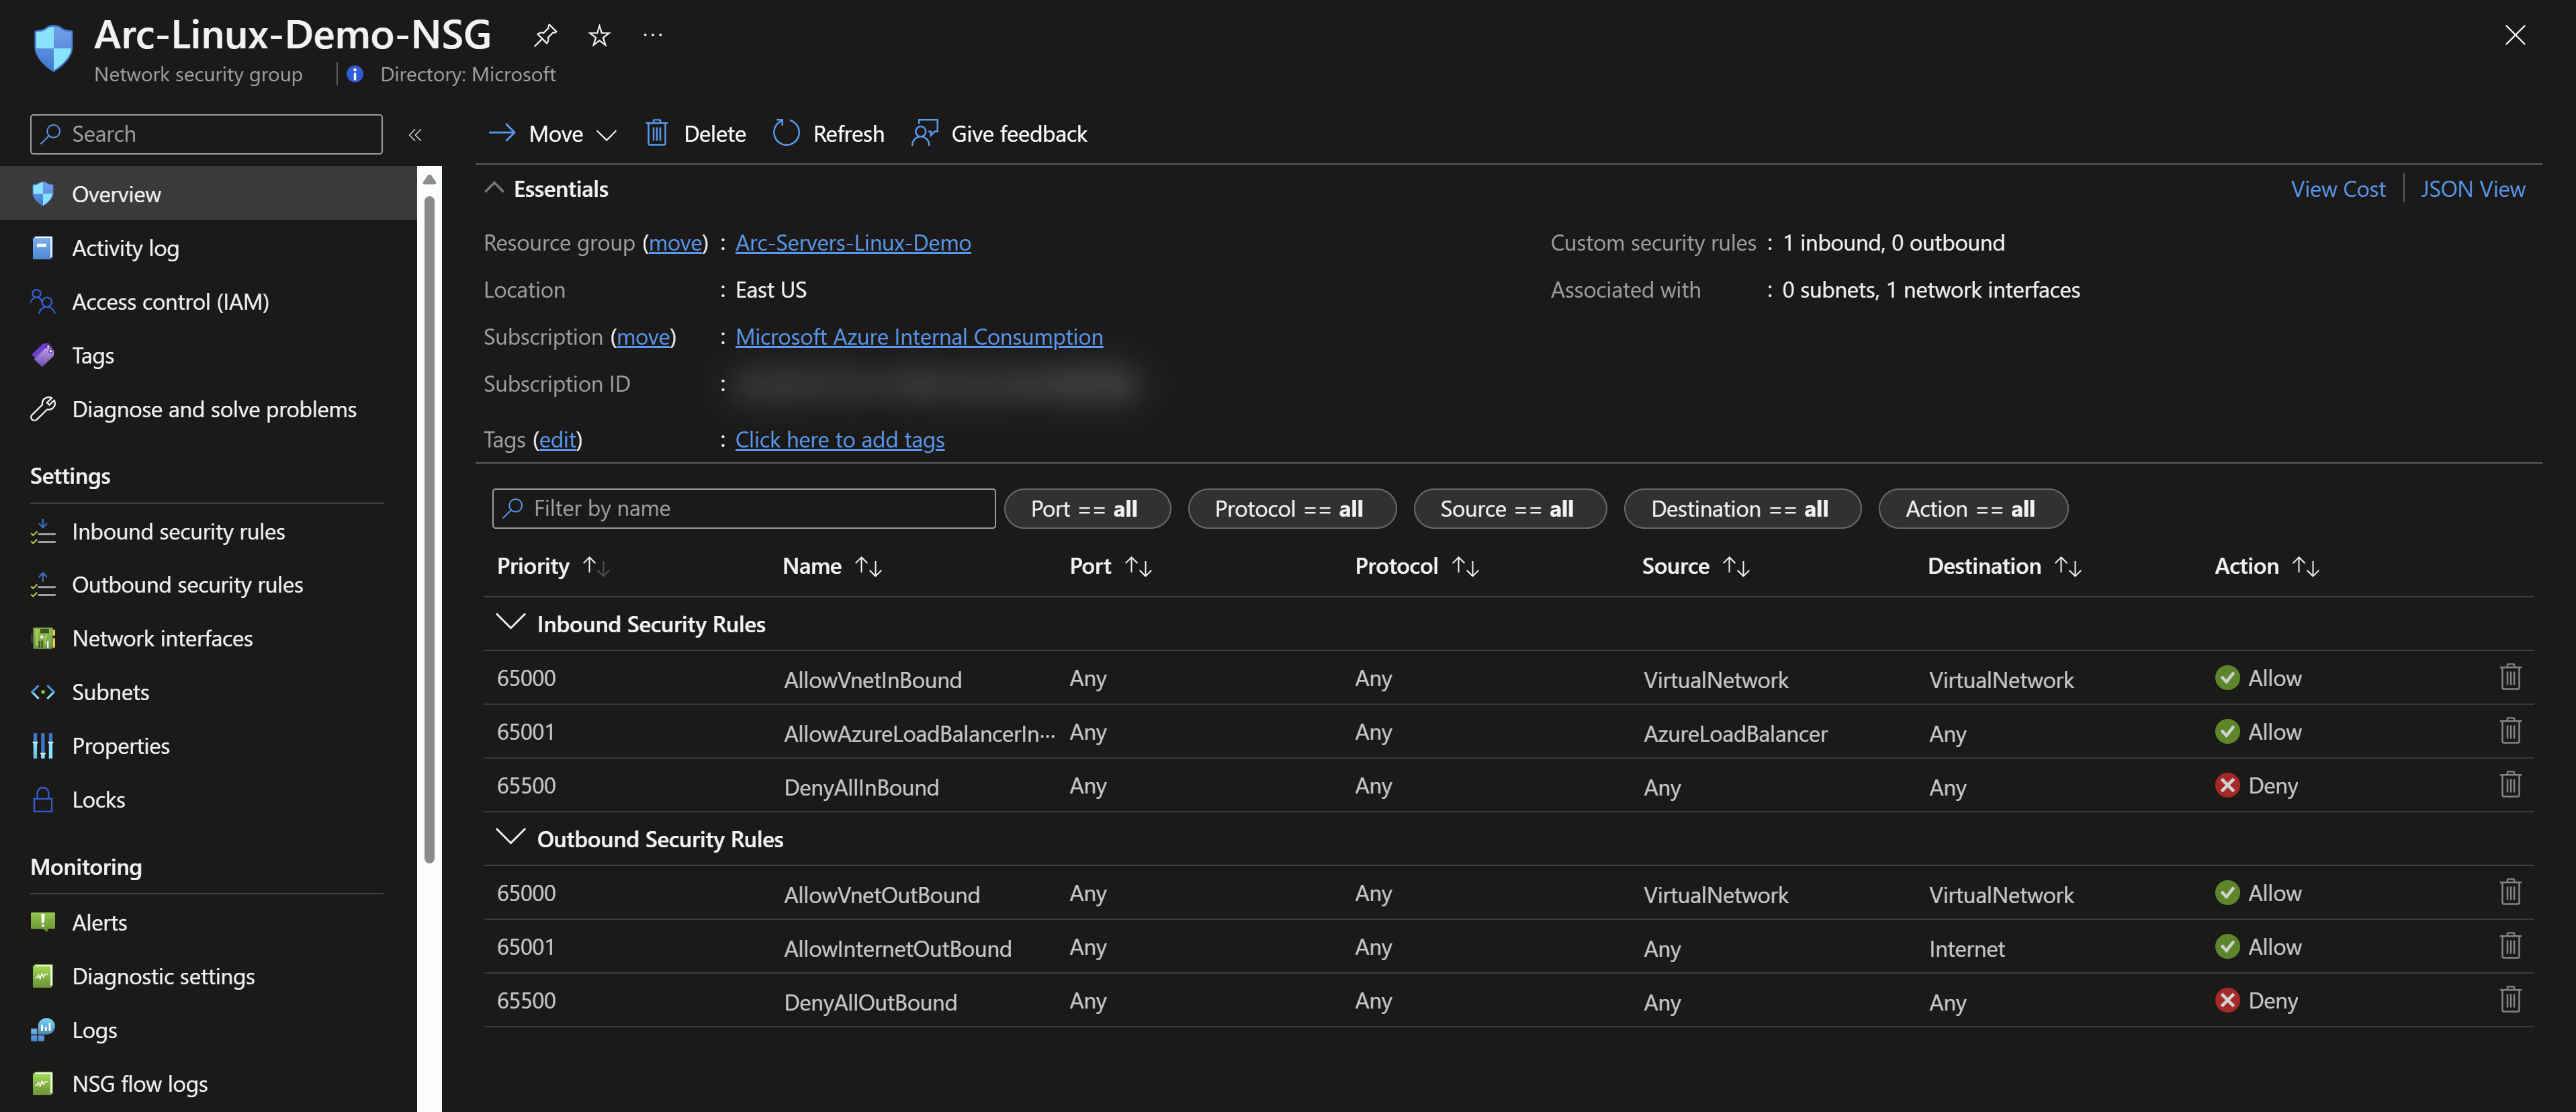 Arc-Linux-Demo-NSG
Network security group
Directory: Microsoft
Search
Overview
Activity log
Access control (IAM)
Tags
Diagnose and solve problems
Settings
Inbound security rules
Outbound security rules
Network interfaces
Subnets
Properties
Locks
Monitoring
Alerts
Diagnostic settings
Logs
NSG flow logs
Move
Delete
Refresh
Give feedback
Essentials
View Cost
JSON View
Resource group (move) : Arc-Servers-Linux-Demo
Location : East US
Subscription (move) : Microsoft Azure Internal Consumption
Subscription ID :
Tags (edit) : Click here to add tags
Custom security rules : 1 inbound, 0 outbound
Associated with : 0 subnets, 1 network interfaces
Filter by name
Port == all
Protocol == all
Source == all
Destination == all
Action == all
Priority Name Port Protocol Source Destination Action
Inbound Security Rules
65000 AllowVnetInBound Any Any VirtualNetwork VirtualNetwork Allow
65001 AllowAzureLoadBalancerIn··· Any Any AzureLoadBalancer Any Allow
65500 DenyAllInBound Any Any Any Any Deny
Outbound Security Rules
65000 AllowVnetOutBound Any Any VirtualNetwork VirtualNetwork Allow
65001 AllowInternetOutBound Any Any Any Internet Allow
65500 DenyAllOutBound Any Any Any Any Deny